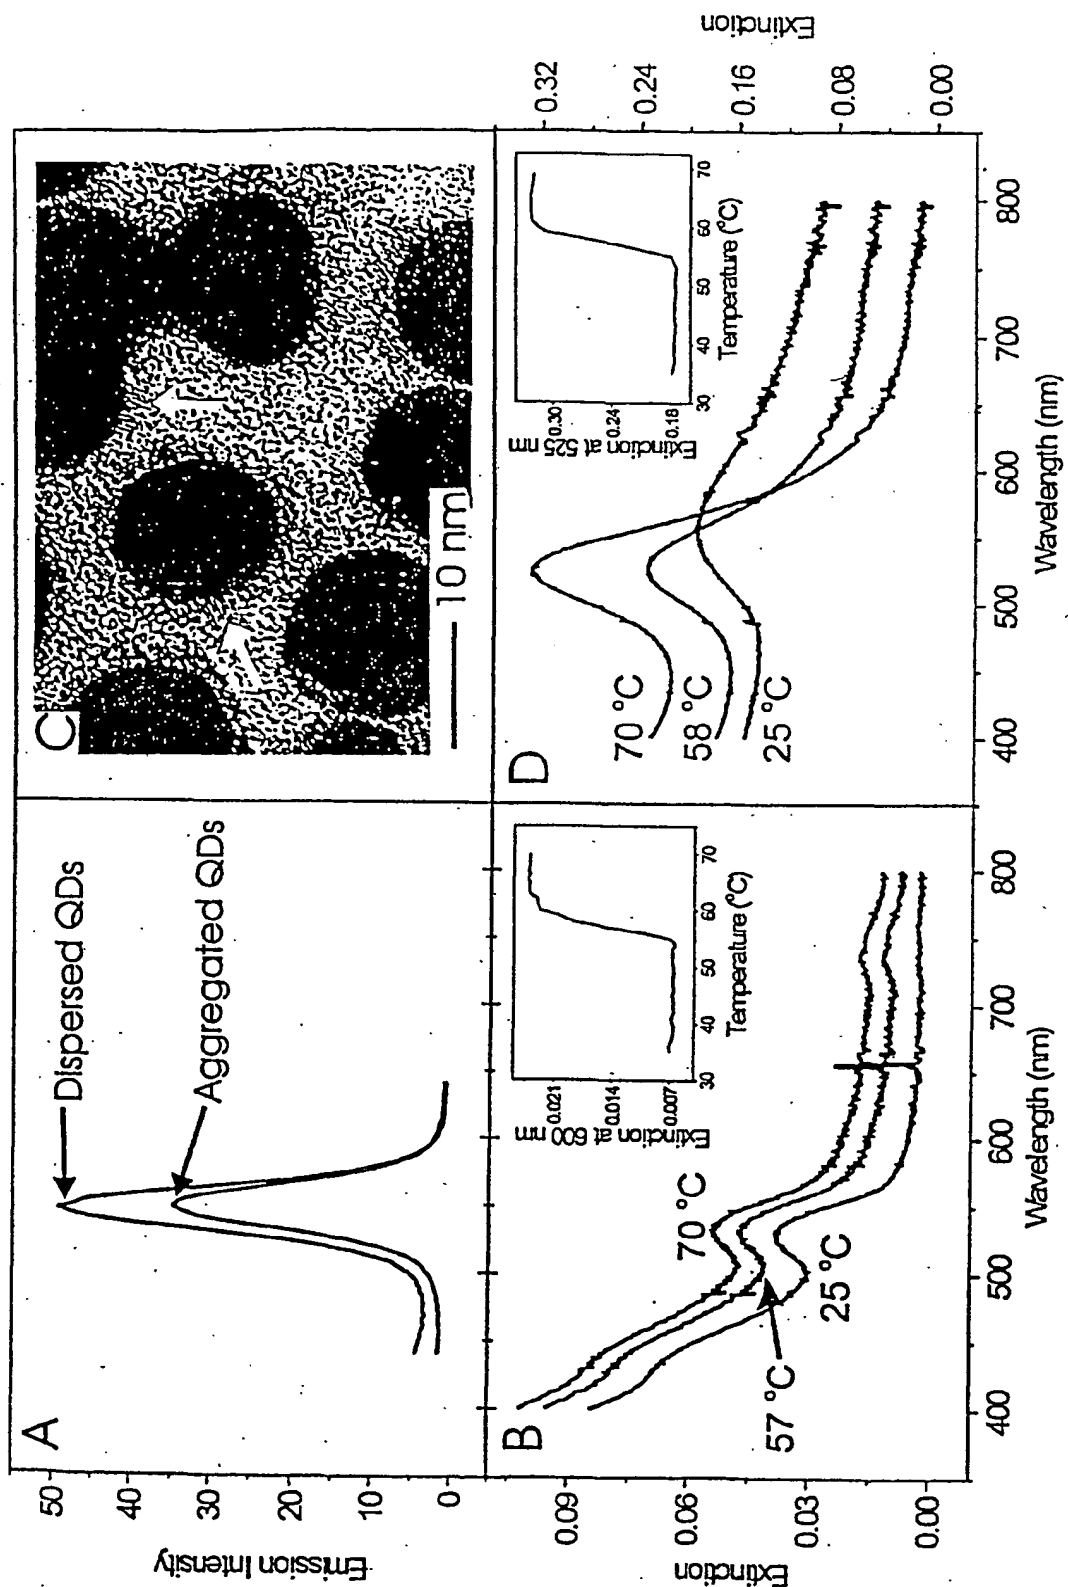 A
Dispersed QDs
Aggregated QDs
50
40
30
20
10
0
Emission Intensity
C
10 nm
B
70 °C
57 °C
25 °C
0.09
0.06
0.03
0.00
Extinction
400
500
600
700
800
Wavelength (nm)
Extinction at 600 nm
0.021
0.014
0.007
30
40
50
60
70
Temperature (°C)
D
70 °C
58 °C
25 °C
0.32
0.24
0.16
0.08
0.00
Extinction
400
500
600
700
800
Wavelength (nm)
Extinction at 525 nm
0.30
0.24
0.18
30
40
50
60
70
Temperature (°C)